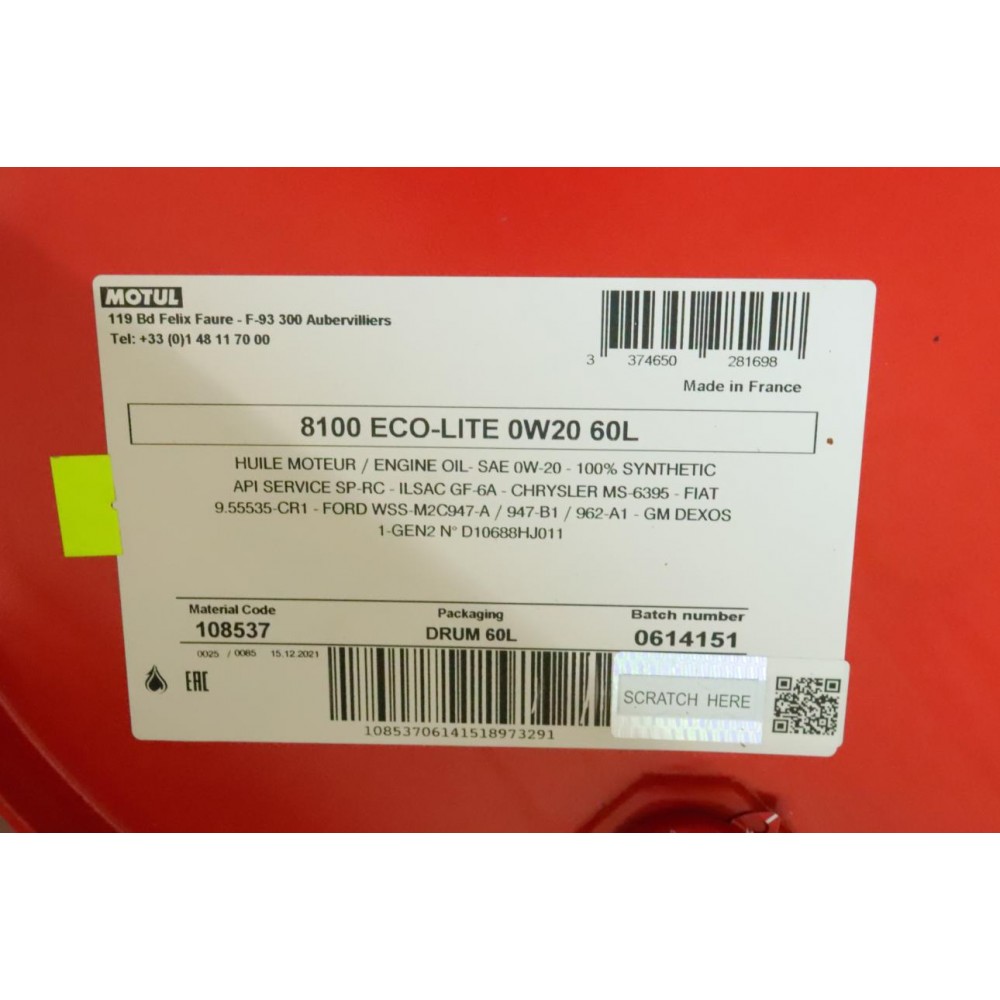 MOTUL
119 Bd Felix Faure - F-93 300 Aubervilliers
Tel: +33 (0)1 48 11 70 00
3 374650 281698
Made in France
8100 ECO-LITE 0W20 60L
HUILE MOTEUR / ENGINE OIL- SAE 0W-20 - 100% SYNTHETIC
API SERVICE SP-RC - ILSAC GF-6A - CHRYSLER MS-6395 - FIAT
9.55535-CR1 - FORD WSS-M2C947-A / 947-B1 / 962-A1 - GM DEXOS
1-GEN2 N° D10688HJ011
Material Code Packaging Batch number
108537 DRUM 60L 0614151
0025 / 0085 15.12.2021
EAC
SCRATCH HERE
10853706141518973291